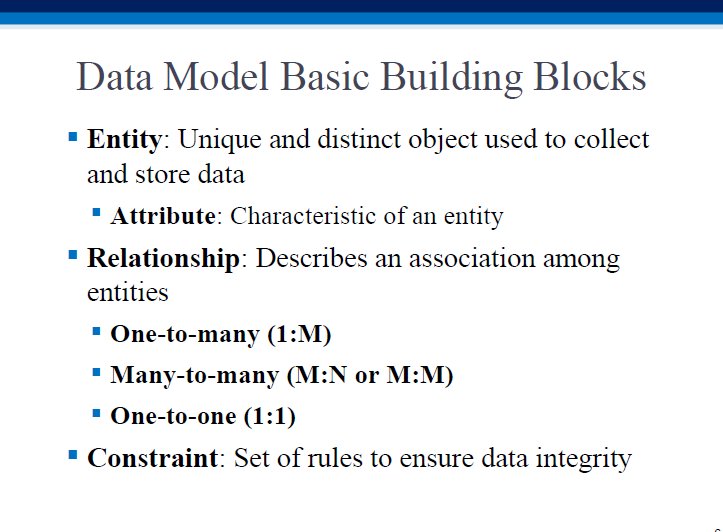 Data Model Basic Building Blocks
▪ Entity: Unique and distinct object used to collect
and store data
▪ Attribute: Characteristic of an entity
▪ Relationship: Describes an association among
entities
▪ One-to-many (1:M)
▪ Many-to-many (M:N or M:M)
▪ One-to-one (1:1)
▪ Constraint: Set of rules to ensure data integrity